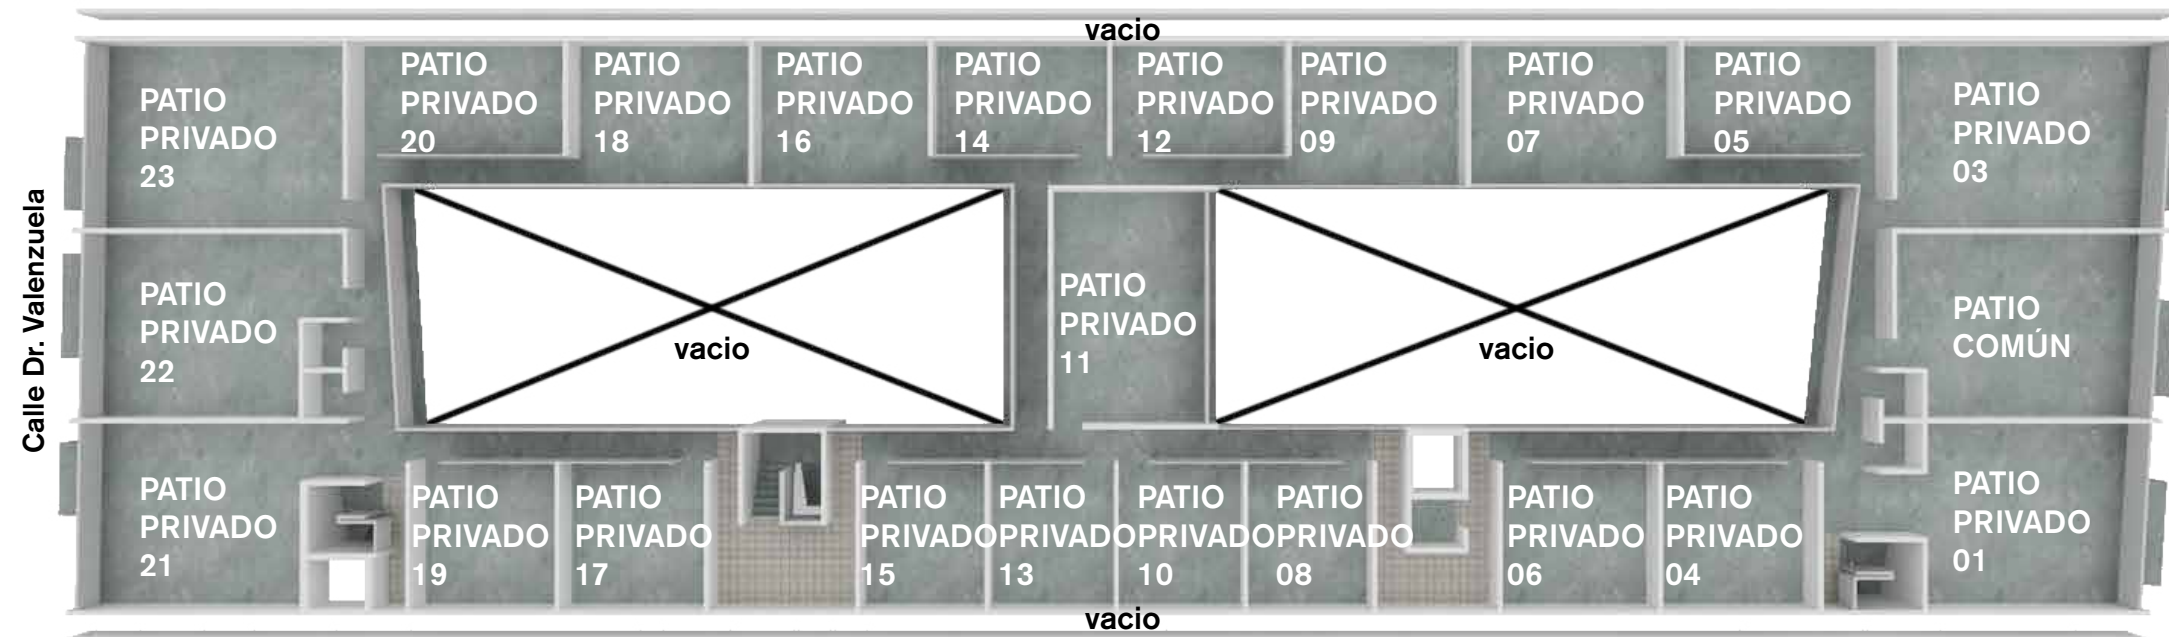 vacio
PATIO
PRIVADO
23
PATIO
PRIVADO
20
PATIO
PRIVADO
18
PATIO
PRIVADO
16
PATIO
PRIVADO
14
PATIO
PRIVADO
12
PATIO
PRIVADO
09
PATIO
PRIVADO
07
PATIO
PRIVADO
05
PATIO
PRIVADO
03
Calle Dr. Valenzuela
PATIO
PRIVADO
22
vacio
PATIO
PRIVADO
11
vacio
PATIO
COMÚN
PATIO
PRIVADO
21
PATIO
PRIVADO
19
PATIO
PRIVADO
17
PATIO
PRIVADO
15
PATIO
PRIVADO
13
PATIO
PRIVADO
10
PATIO
PRIVADO
08
PATIO
PRIVADO
06
PATIO
PRIVADO
04
PATIO
PRIVADO
01
vacio